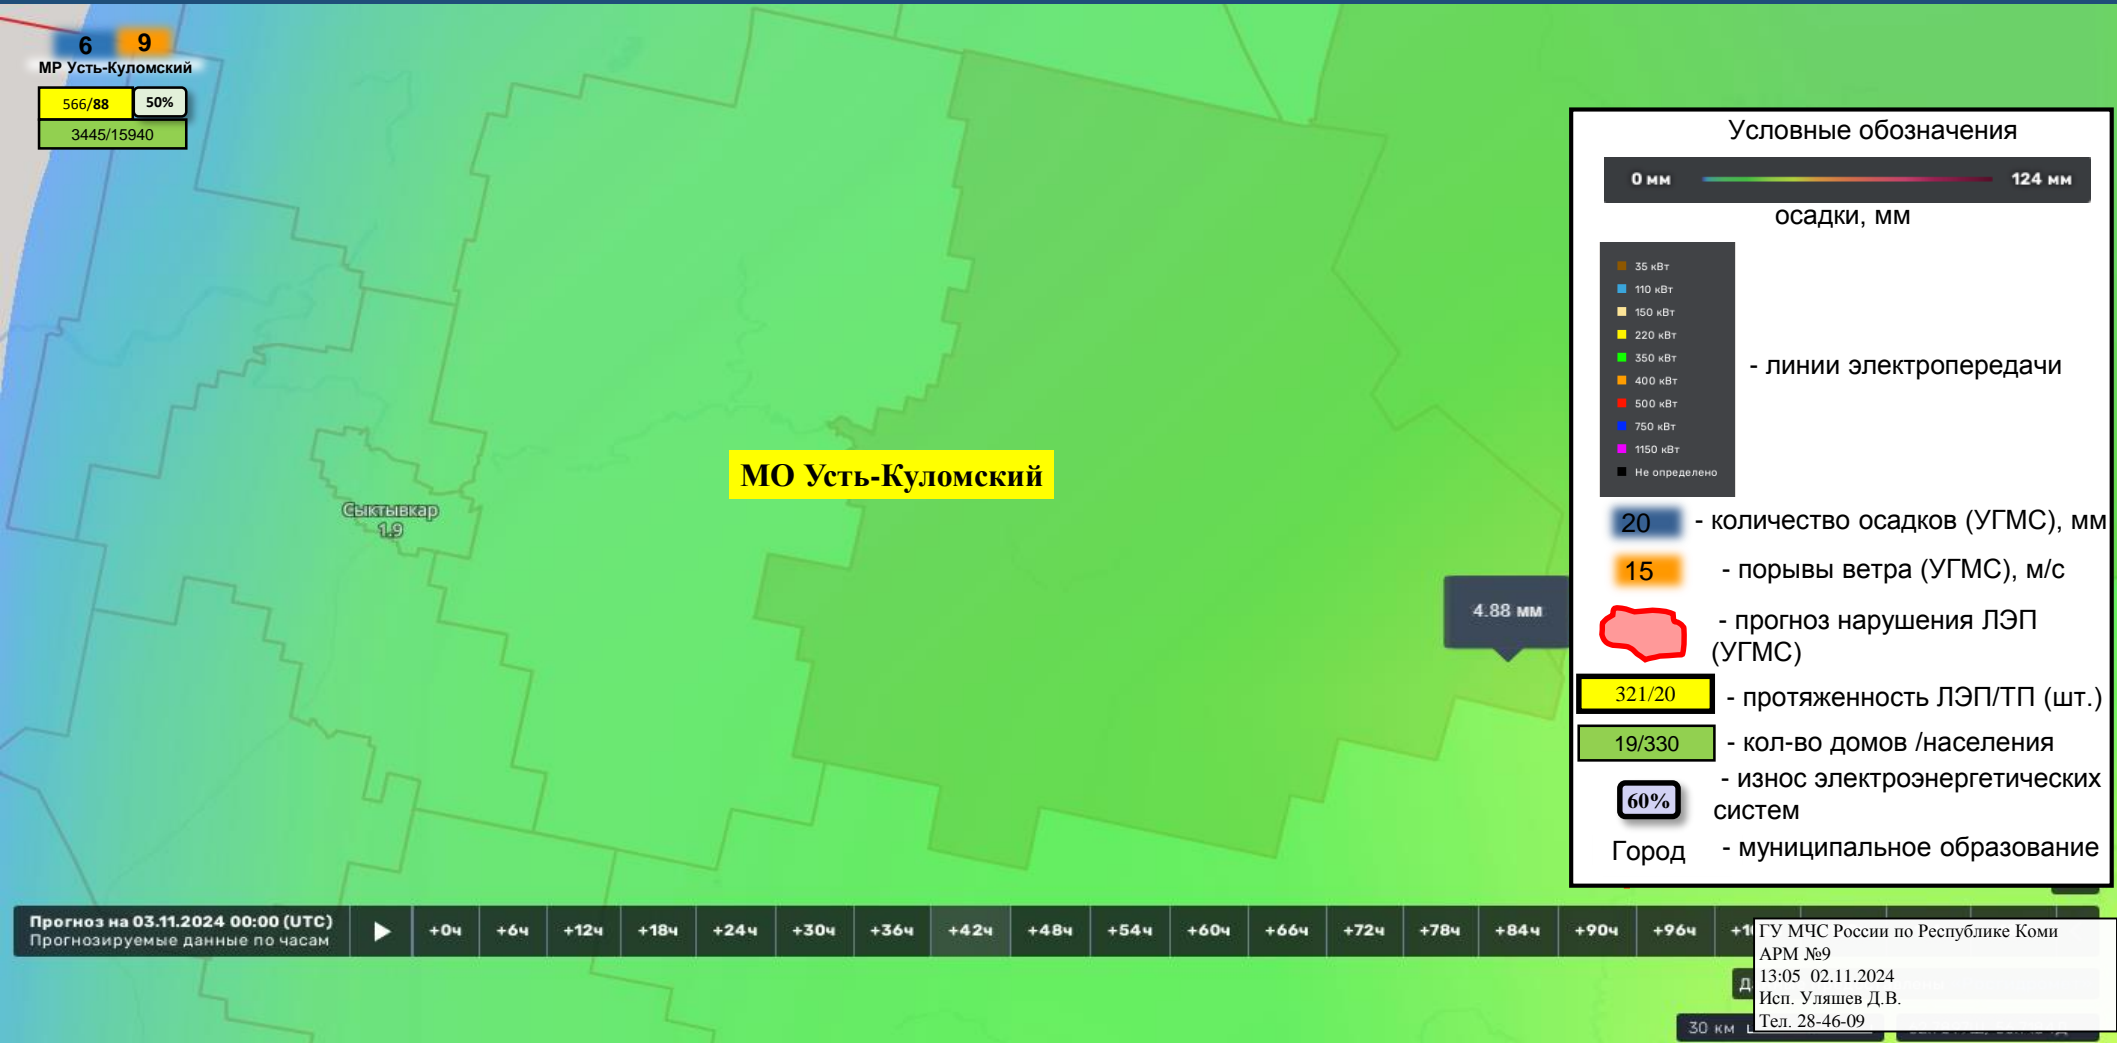 6 9
МР Усть-Куломский
566/88 50%
3445/15940
Сыктывкар
1.9
МО Усть-Куломский
4.88 мм
Условные обозначения
0 мм 124 мм
осадки, мм
35 кВт
110 кВт
150 кВт
220 кВт
350 кВт
400 кВт
500 кВт
750 кВт
1150 кВт
Не определено
- линии электропередачи
20 - количество осадков (УГМС), мм
15 - порывы ветра (УГМС), м/с
- прогноз нарушения ЛЭП
(УГМС)
321/20 - протяженность ЛЭП/ТП (шт.)
19/330 - кол-во домов /населения
60% - износ электроэнергетических
систем
Город - муниципальное образование
Прогноз на 03.11.2024 00:00 (UTC)
Прогнозируемые данные по часам
+0ч +6ч +12ч +18ч +24ч +30ч +36ч +42ч +48ч +54ч +60ч +66ч +72ч +78ч +84ч +90ч +96ч
ГУ МЧС России по Республике Коми
АРМ №9
13:05 02.11.2024
Исп. Уляшев Д.В.
Тел. 28-46-09
30 км